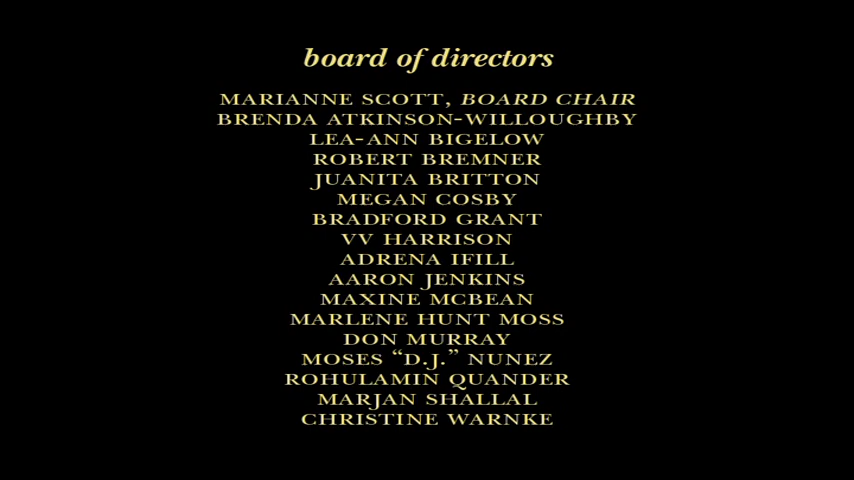 board of directors
MARIANNE SCOTT, BOARD CHAIR
BRENDA ATKINSON-WILLOUGHBY
LEA-ANN BIGELOW
ROBERT BREMNER
JUANITA BRITTON
MEGAN COSBY
BRADFORD GRANT
VV HARRISON
ADRENA IFILL
AARON JENKINS
MAXINE MCBEAN
MARLENE HUNT MOSS
DON MURRAY
MOSES “D.J.” NUNEZ
ROHULAMIN QUANDER
MARJAN SHALLAL
CHRISTINE WARNKE